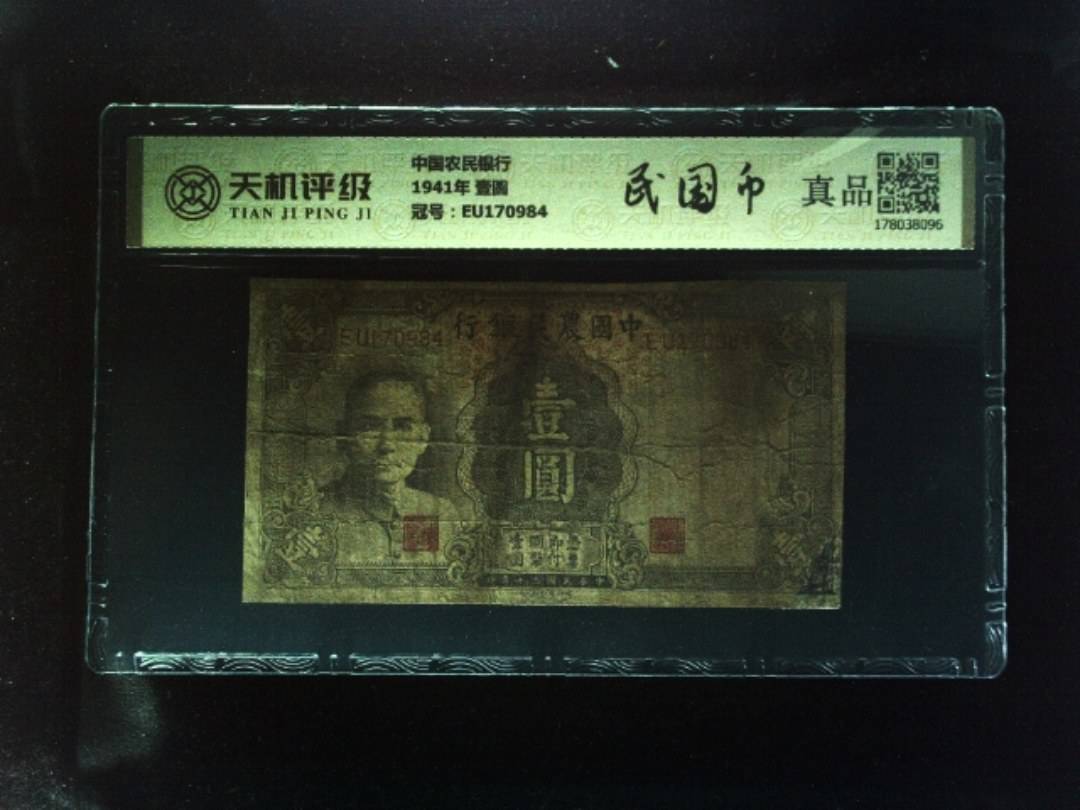 天机评级
TIAN JI PING JI
中国农民银行
1941年 壹圆
冠号：EU170984
民国币
真品
178038096
行銀民農國中
EU170984
壹
圓